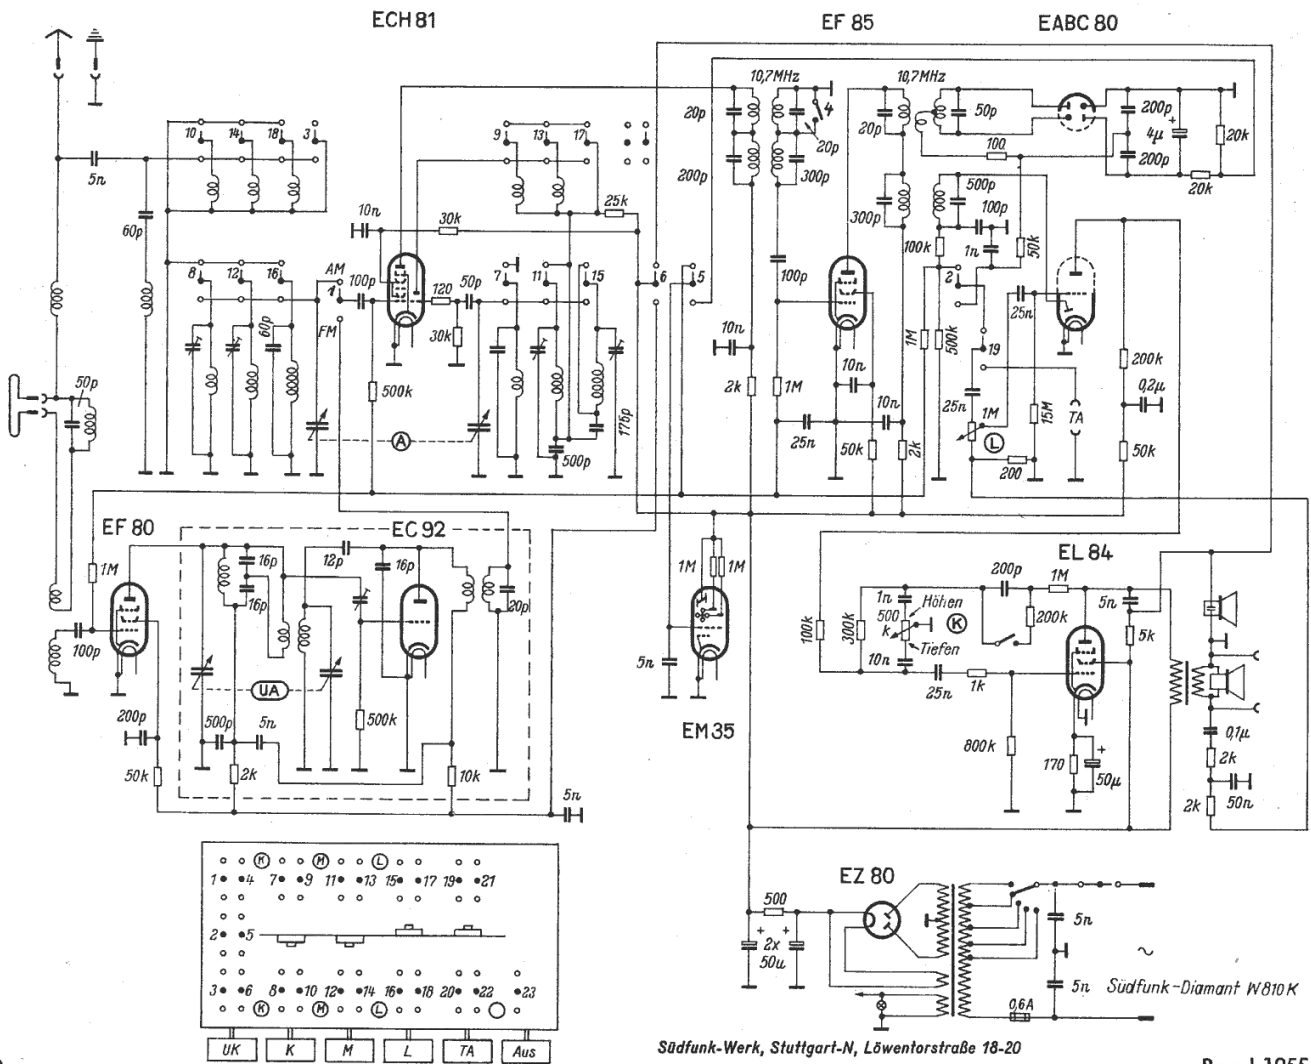 ECH 81
EF 85
EABC 80
10,7MHz
10,7MHz
10
14
18
3
9
13
17
20p
4
20p
20p
50p
200p
4µ
+
200p
20k
20k
5n
200p
300p
100
60p
10n
30k
25k
300p
500p
100p
100k
1n
50k
8
12
16
AM
1
FM
100p
120
50p
30k
7
11
15
6
5
100p
2
25n
60p
10n
1M
500k
19
200k
50p
500k
2k
1M
10n
10n
25n
1M
15M
TA
0,2µ
A
176p
500p
25n
50k
2k
L
200
50k
EF 80
EC 92
1M
16p
16p
12p
16p
20p
1M
1M
EL 84
200p
1M
5n
1n
Höhen
500
k
K
Tiefen
10n
200k
5k
100k
300k
100p
UA
5n
25n
1k
200p
500p
5n
500k
EM 35
800k
170
+
50µ
0,1µ
2k
50k
2k
10k
5n
50n
2k
K
M
L
1
4
7
9
11
13
15
17
19
21
2
5
3
6
8
10
12
14
16
18
20
22
23
K
M
L
UK
K
M
L
TA
Aus
EZ 80
500
+
2x
+
50µ
5n
~
5n
0,6A
Südfunk-Diamant W810K
Südfunk-Werk, Stuttgart-N, Löwentorstraße 18-20